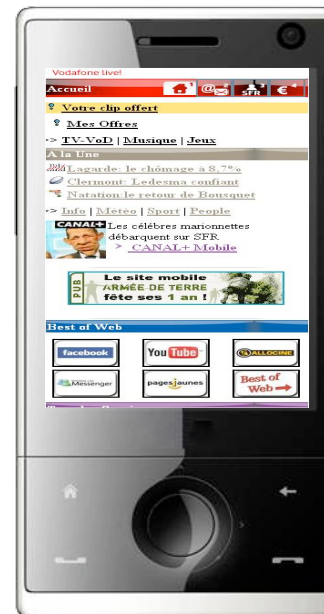 Vodafone live!
Accueil
SFR
€
Votre clip offert
Mes Offres
-> TV-VoD | Musique | Jeux
A la Une
Lagarde: le chômage à 8,7%
Clermont: Ledesma confiant
Natation:le retour de Bousquet
-> Info | Météo | Sport | People
CANAL+ Les célèbres marionnettes
débarquent sur SFR
> CANAL+ Mobile
PUB
Le site mobile
ARMÉE DE TERRE
fête ses 1 an !
Best of Web
facebook YouTube ALLOCINE
Messenger pagesjaunes Best of
Web